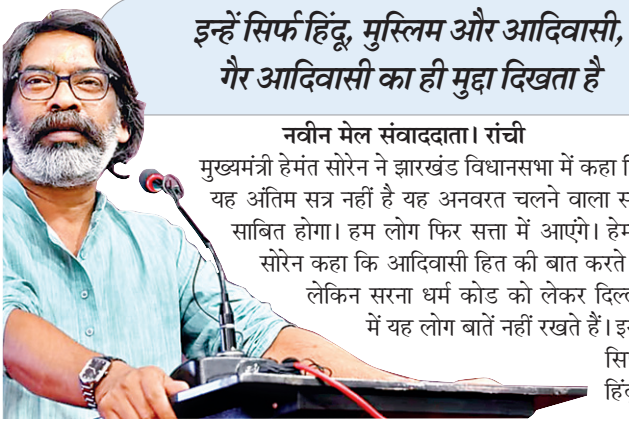 इन्हें सिर्फ हिंदू, मुस्लिम और आदिवासी,
गैर आदिवासी का ही मुद्दा दिखता है
नवीन मेल संवाददाता। रांची
मुख्यमंत्री हेमंत सोरेन ने झारखंड विधानसभा में कहा
यह अंतिम सत्र नहीं है यह अनवरत चलने वाला
साबित होगा। हम लोग फिर सत्ता में आएंगे।
सोरेन कहा कि आदिवासी हित की बात करते
लेकिन सरना धर्म कोड को लेकर
में यह लोग बातें नहीं रखते हैं।